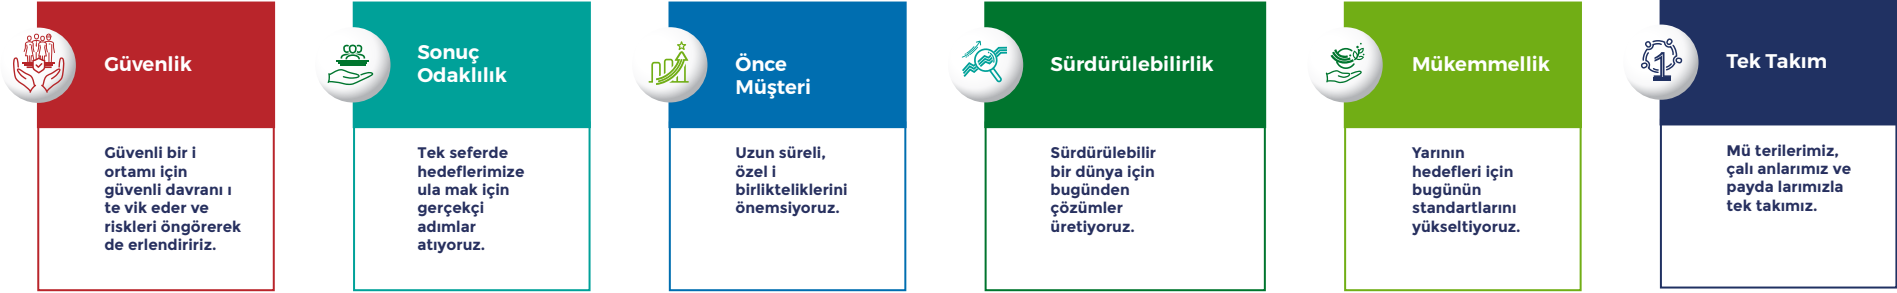 Güvenlik
Güvenli bir i
ortamı için
güvenli davranı ı
te vik eder ve
riskleri öngörerek
de erlendiririz.
Sonuç
Odaklılık
Tek seferde
hedeflerimize
ula mak için
gerçekçi
adımlar
atıyoruz.
Önce
Müşteri
Uzun süreli,
özel i
birlikteliklerini
önemsiyoruz.
Sürdürülebilirlik
Sürdürülebilir
bir dünya için
bugünden
çözümler
üretiyoruz.
Mükemmellik
Yarının
hedefleri için
bugünün
standartlarını
yükseltiyoruz.
1
Tek Takım
Mü terilerimiz,
çalı anlarımız ve
payda larımızla
tek takımız.